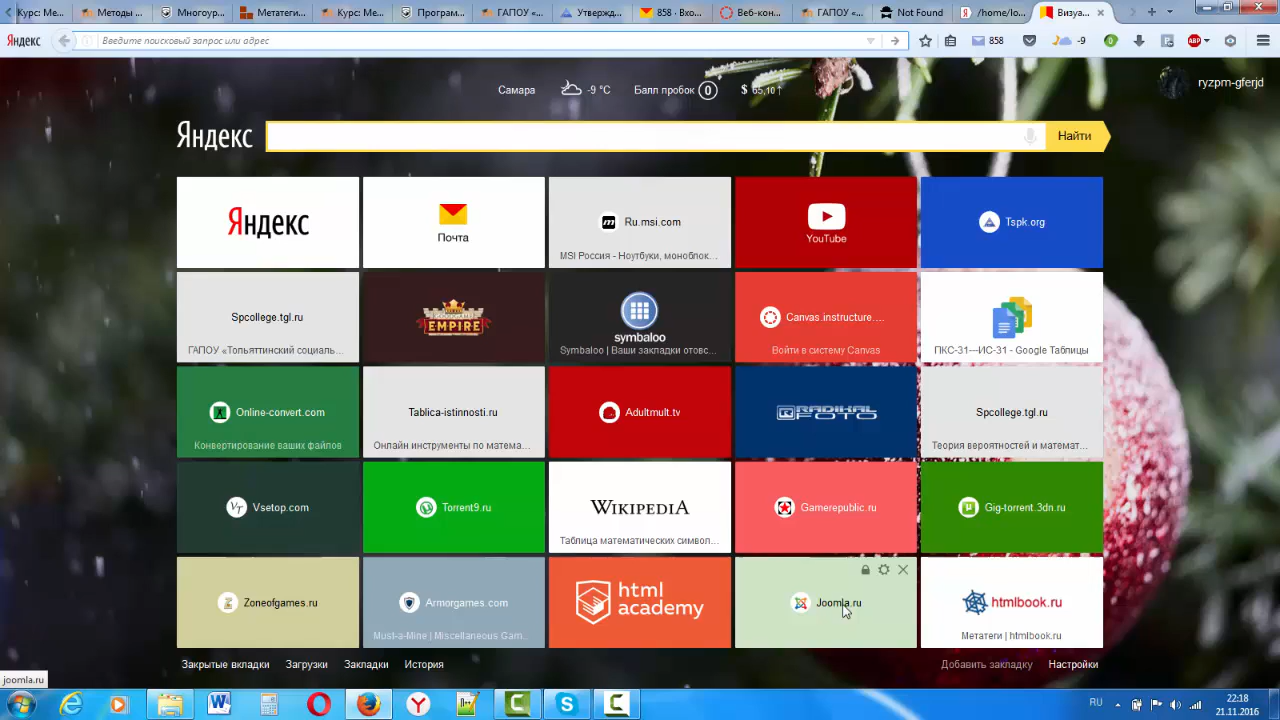 Курс Ме...
Многоу...
Метател...
Курс: Ме...
Програм...
ГАПОУ «
Утвержд...
858 · Вхо...
Веб-кон...
ГАПОУ ...
Not Found
/home/lo...
Визуа...
Яндекс
Введите поисковый запрос или адрес
858
-9
0
ABP
Самара
-9 °C
Балл пробок
0
$ 65,10↑
ryzpm-gferjd
Яндекс
Найти
Яндекс
Почта
Ru.msi.com
MSI Россия - Ноутбуки, моноблок...
YouTube
Tspk.org
Spcollege.tgl.ru
ГАПОУ «Тольяттинский социаль...
EMPIRE
symbaloo
Symbaloo | Ваши закладки отовс...
Canvas.instructure....
Войти в систему Canvas
ПКС-31---ИС-31 - Google Таблицы
Online-convert.com
Конвертирование ваших файлов
Tablica-istinnosti.ru
Онлайн инструменты по матема...
Adultmult.tv
RADIKAL
FOTO
Spcollege.tgl.ru
Теория вероятностей и математ...
Vsetop.com
Torrent9.ru
WIKIPEDIA
Таблица математических символ...
Gamerepublic.ru
Gig-torrent.3dn.ru
Zoneofgames.ru
Armorgames.com
Must-a-Mine | Miscellaneous Gam...
html
academy
Joomla.ru
htmlbook.ru
Метатеги | htmlbook.ru
Закрытые вкладки
Загрузки
Закладки
История
Добавить закладку
Настройки
joomla.ru
RU
22:18
21.11.2016